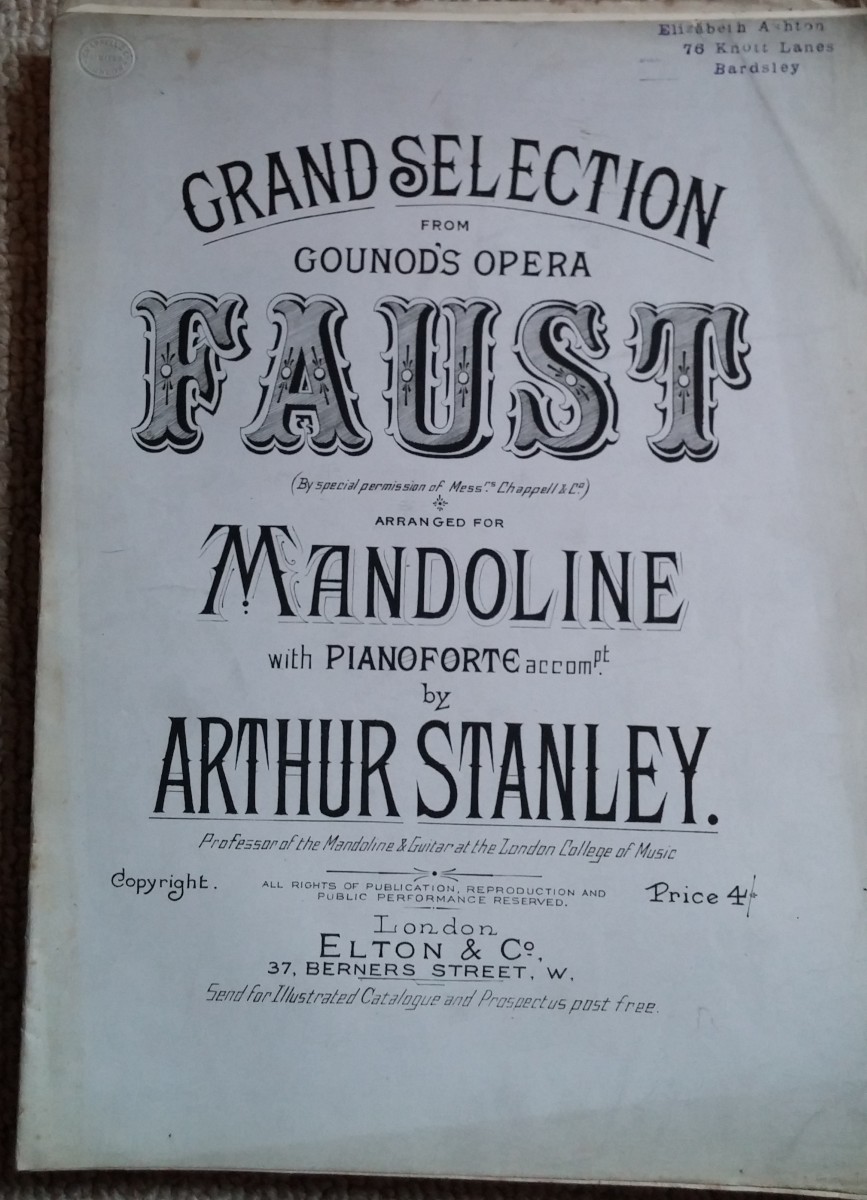 Elizabeth Ashton
76 Knott Lanes
Bardsley
GRAND SELECTION
FROM
GOUNOD'S OPERA
FAUST
(By special permission of Messrs Chappell & Co)
ARRANGED FOR
MANDOLINE
with PIANOFORTE accompt.
by
ARTHUR STANLEY.
Professor of the Mandoline & Guitar at the London College of Music
Copyright.
ALL RIGHTS OF PUBLICATION, REPRODUCTION AND
PUBLIC PERFORMANCE RESERVED.
Price 4/-
London
ELTON & Co,
37, BERNERS STREET, W.
Send for Illustrated Catalogue and Prospectus post free.